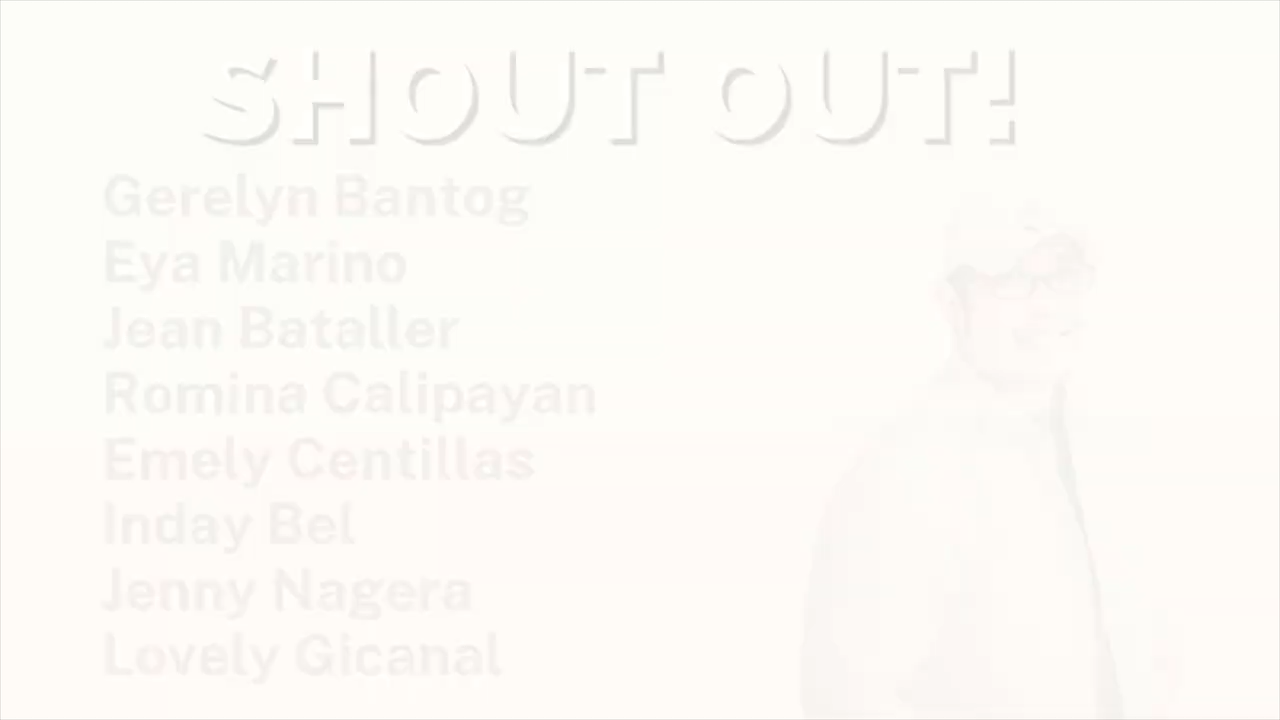 SHOUT OUT!
Gerelyn Bantog
Eya Marino
Jean Bataller
Romina Calipayan
Emely Centillas
Inday Bel
Jenny Nagera
Lovely Gicanal